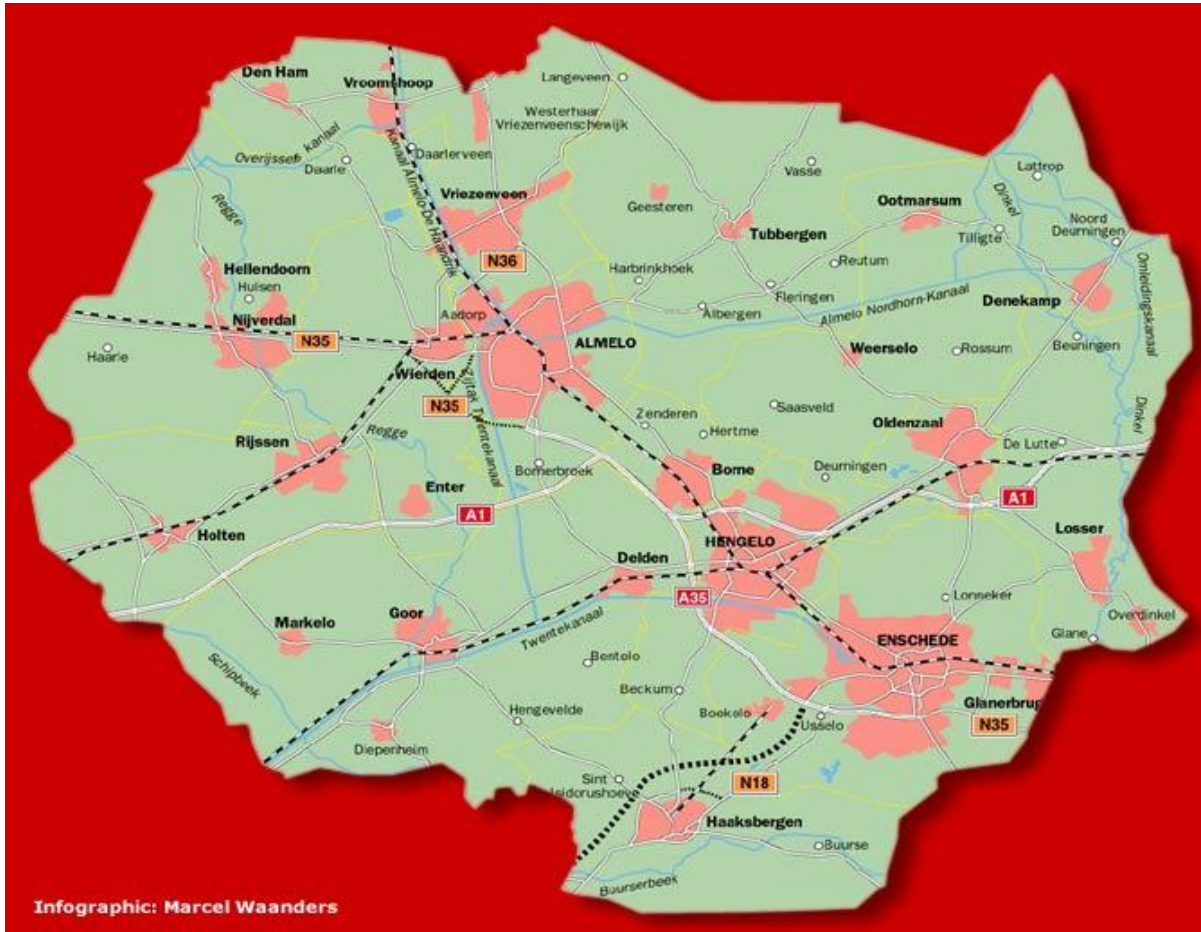 Den Ham
Vroomshoop
Langeveen
Westerhaar
Vriezenveenschewijk
Overijssels kanaal
Daarle
Daarlerveen
Kanaal Almelo-De Haandrik
Vasse
Lattrop
Regge
Vriezenveen
Geesteren
Ootmarsum
Dinkel
Noord
Deurningen
Tubbergen
Tilligte
N36
Hellendoorn
Hulsen
Harbrinkhoek
Reutum
Omleidingskanaal
Fleringen
Almelo Nordhorn-Kanaal
Denekamp
Nijverdal
Aadorp
Albergen
N35
ALMELO
Haarle
Weerselo
Rossum
Beuningen
Wierden
N35
Zijtak Twentekanaal
Zenderen
Saasveld
Dinkel
Rijssen
Regge
Hertme
Oldenzaal
De Lutte
Bornerbroek
Borne
Deurningen
Enter
A1
A1
Holten
HENGELO
Losser
Delden
A35
Lonneker
Goor
Markelo
Overdinkel
Twentekanaal
ENSCHEDE
Glane
Schipbeek
Bentelo
Beckum
Glanerbrug
Hengevelde
Boekelo
Usselo
N35
Diepenheim
Sint
Isidorushoeve
N18
Haaksbergen
Buurse
Buurserbeek
Infographic: Marcel Waanders